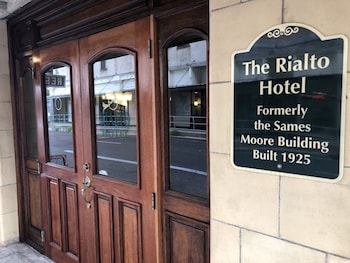 The Rialto
Hotel
Formerly
the Sames
Moore Building
Built 1925